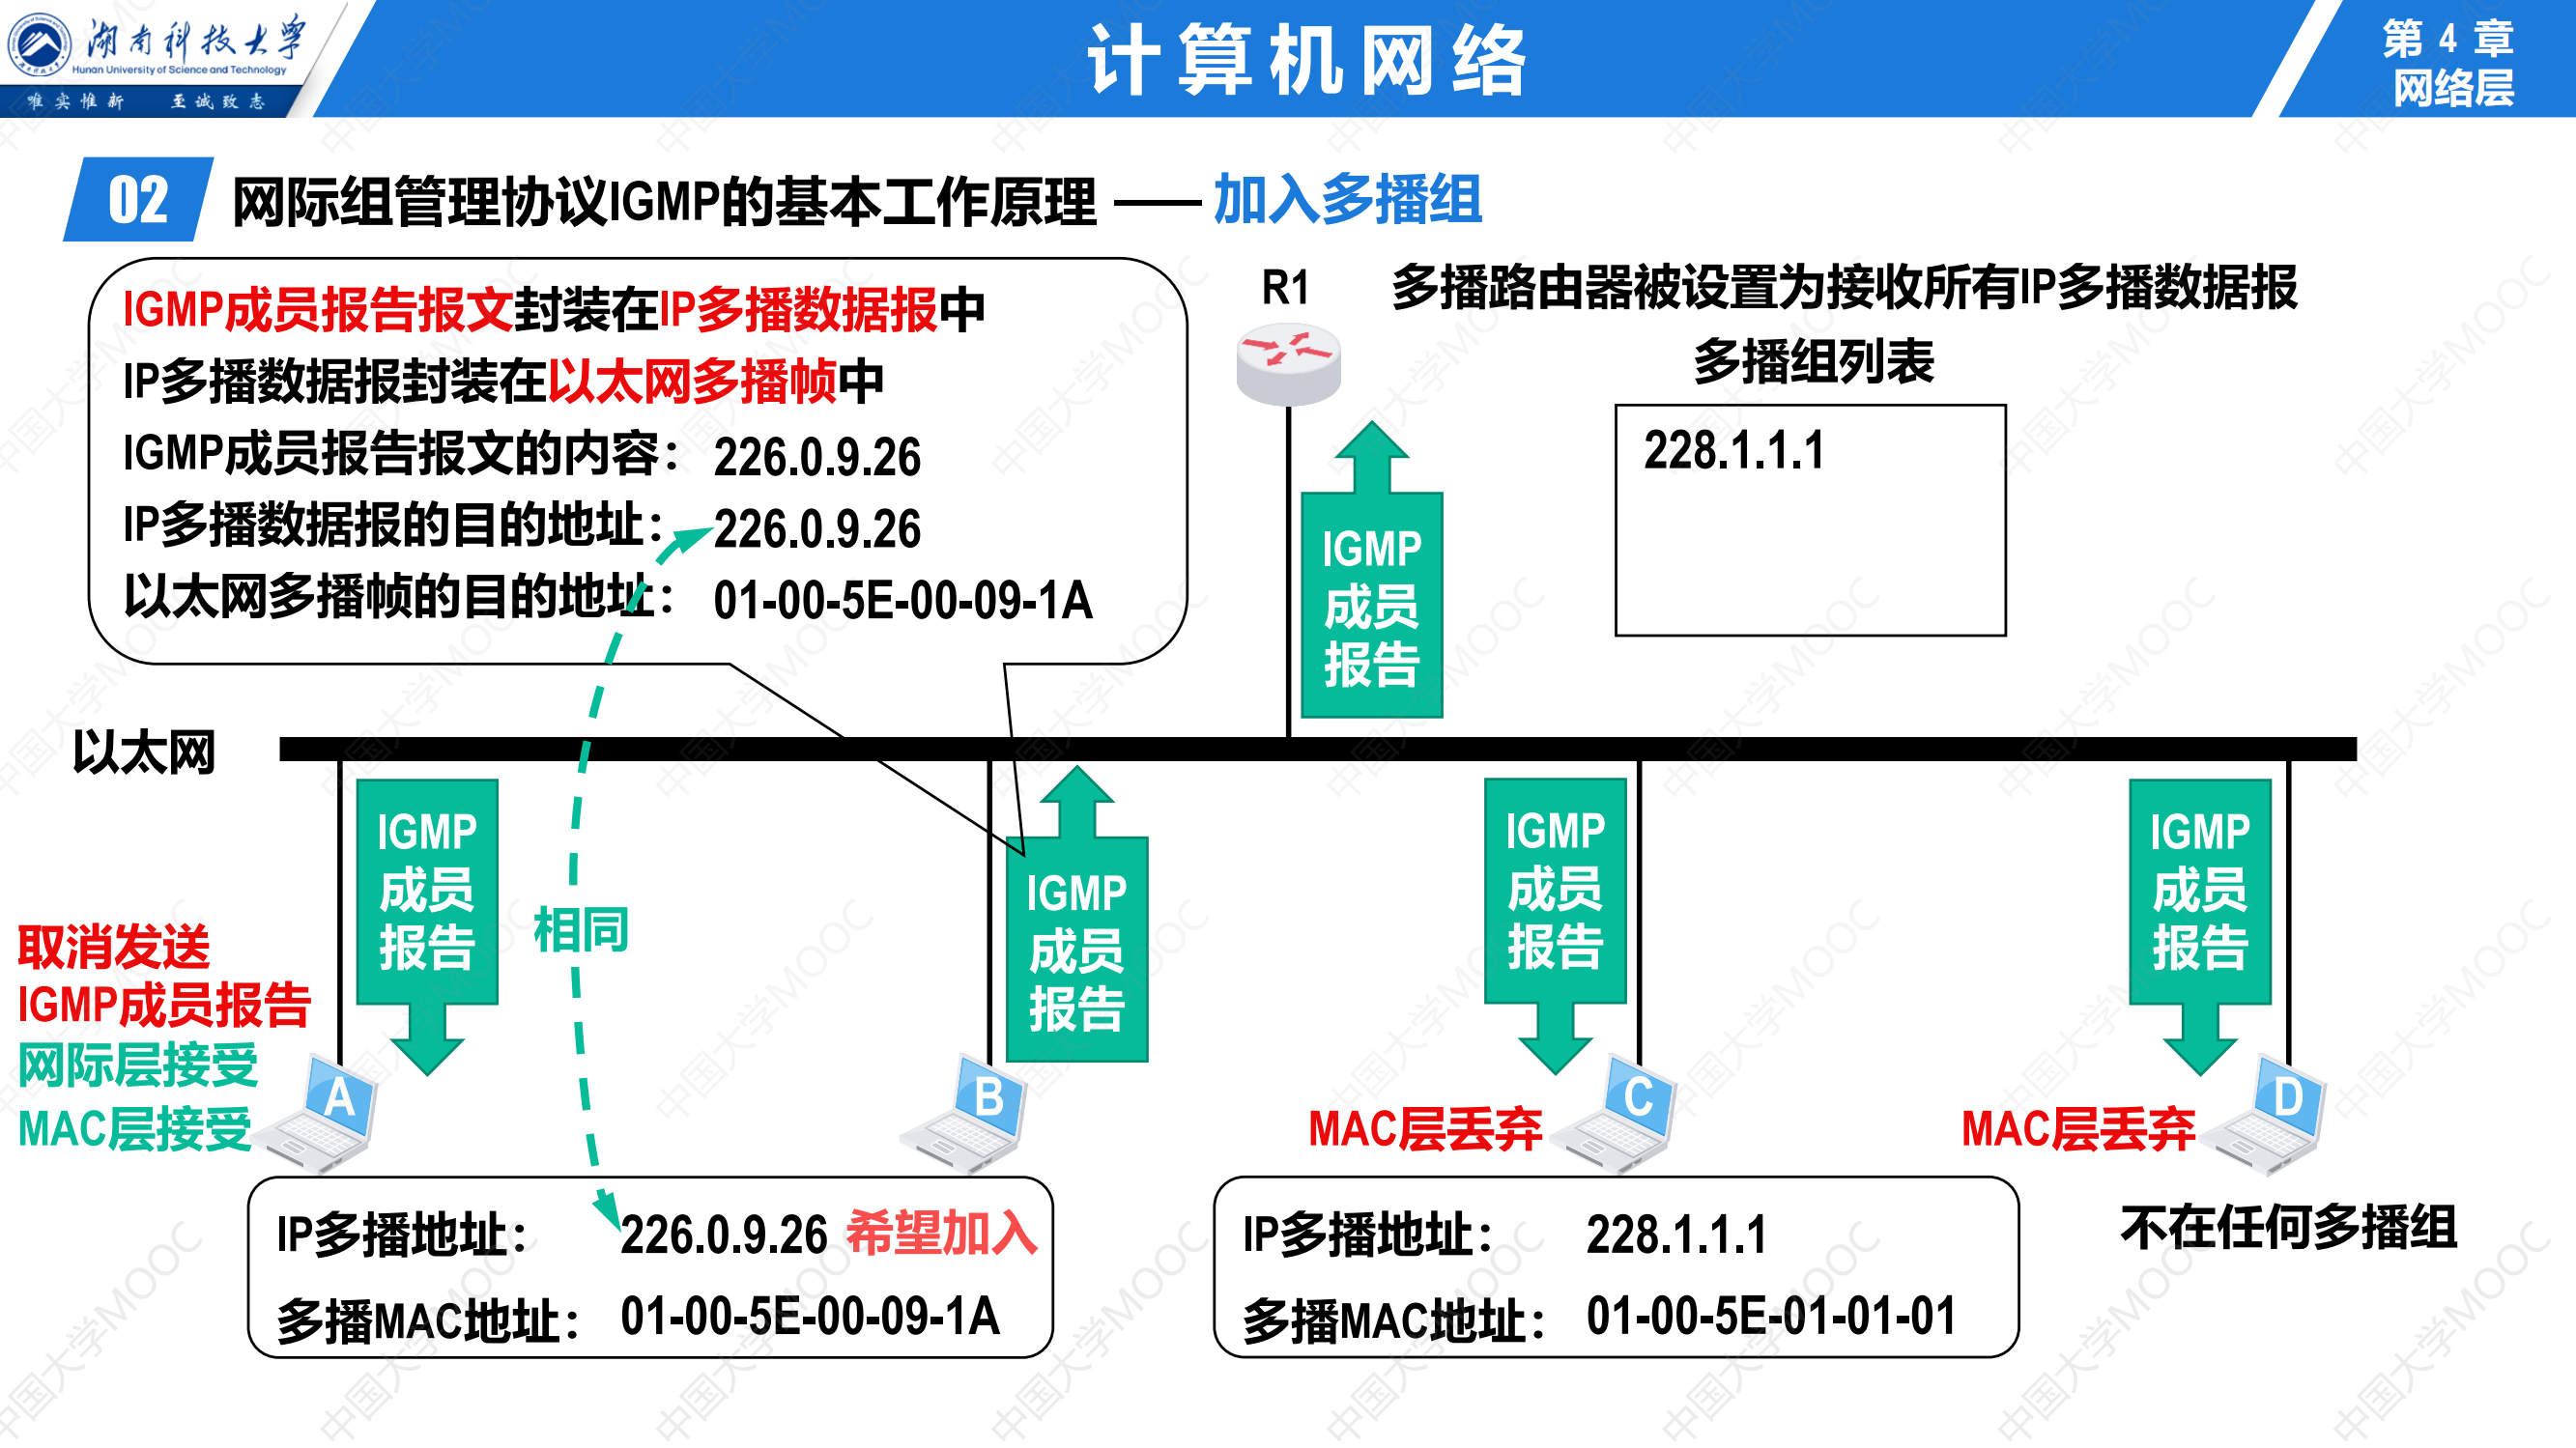 湖南科技大学
Hunan University of Science and Technology
唯实惟新 至诚致志
计算机网络
第 4 章
网络层
02 网际组管理协议IGMP的基本工作原理 —— 加入多播组
IGMP成员报告报文封装在IP多播数据报中
IP多播数据报封装在以太网多播帧中
IGMP成员报告报文的内容： 226.0.9.26
IP多播数据报的目的地址： 226.0.9.26
以太网多播帧的目的地址： 01-00-5E-00-09-1A
R1
多播路由器被设置为接收所有IP多播数据报
多播组列表
228.1.1.1
IGMP
成员
报告
以太网
IGMP
成员
报告
相同
IGMP
成员
报告
IGMP
成员
报告
IGMP
成员
报告
取消发送
IGMP成员报告
网际层接受
MAC层接受
A
B
MAC层丢弃
C
MAC层丢弃
D
IP多播地址： 226.0.9.26 希望加入
多播MAC地址： 01-00-5E-00-09-1A
IP多播地址： 228.1.1.1
多播MAC地址： 01-00-5E-01-01-01
不在任何多播组
中国大学MOOC